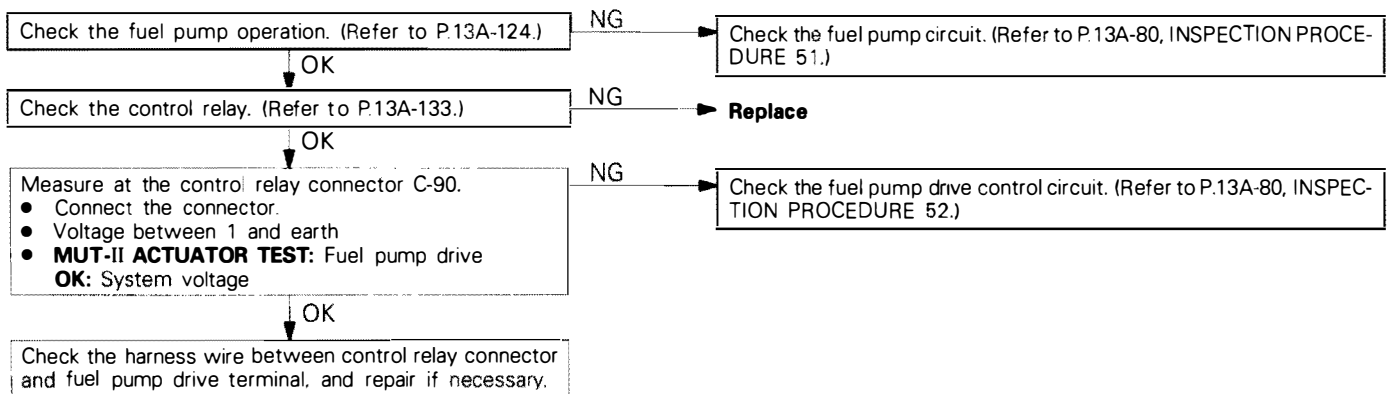 Check the fuel pump operation. (Refer to P.13A-124.)
NG
Check the fuel pump circuit. (Refer to P.13A-80, INSPECTION PROCE-
DURE 51.)
OK
Check the control relay. (Refer to P.13A-133.)
NG
Replace
OK
Measure at the control relay connector C-90.
● Connect the connector.
● Voltage between 1 and earth
● MUT-II ACTUATOR TEST: Fuel pump drive
OK: System voltage
NG
Check the fuel pump drive control circuit. (Refer to P.13A-80, INSPEC-
TION PROCEDURE 52.)
OK
Check the harness wire between control relay connector
and fuel pump drive terminal, and repair if necessary.